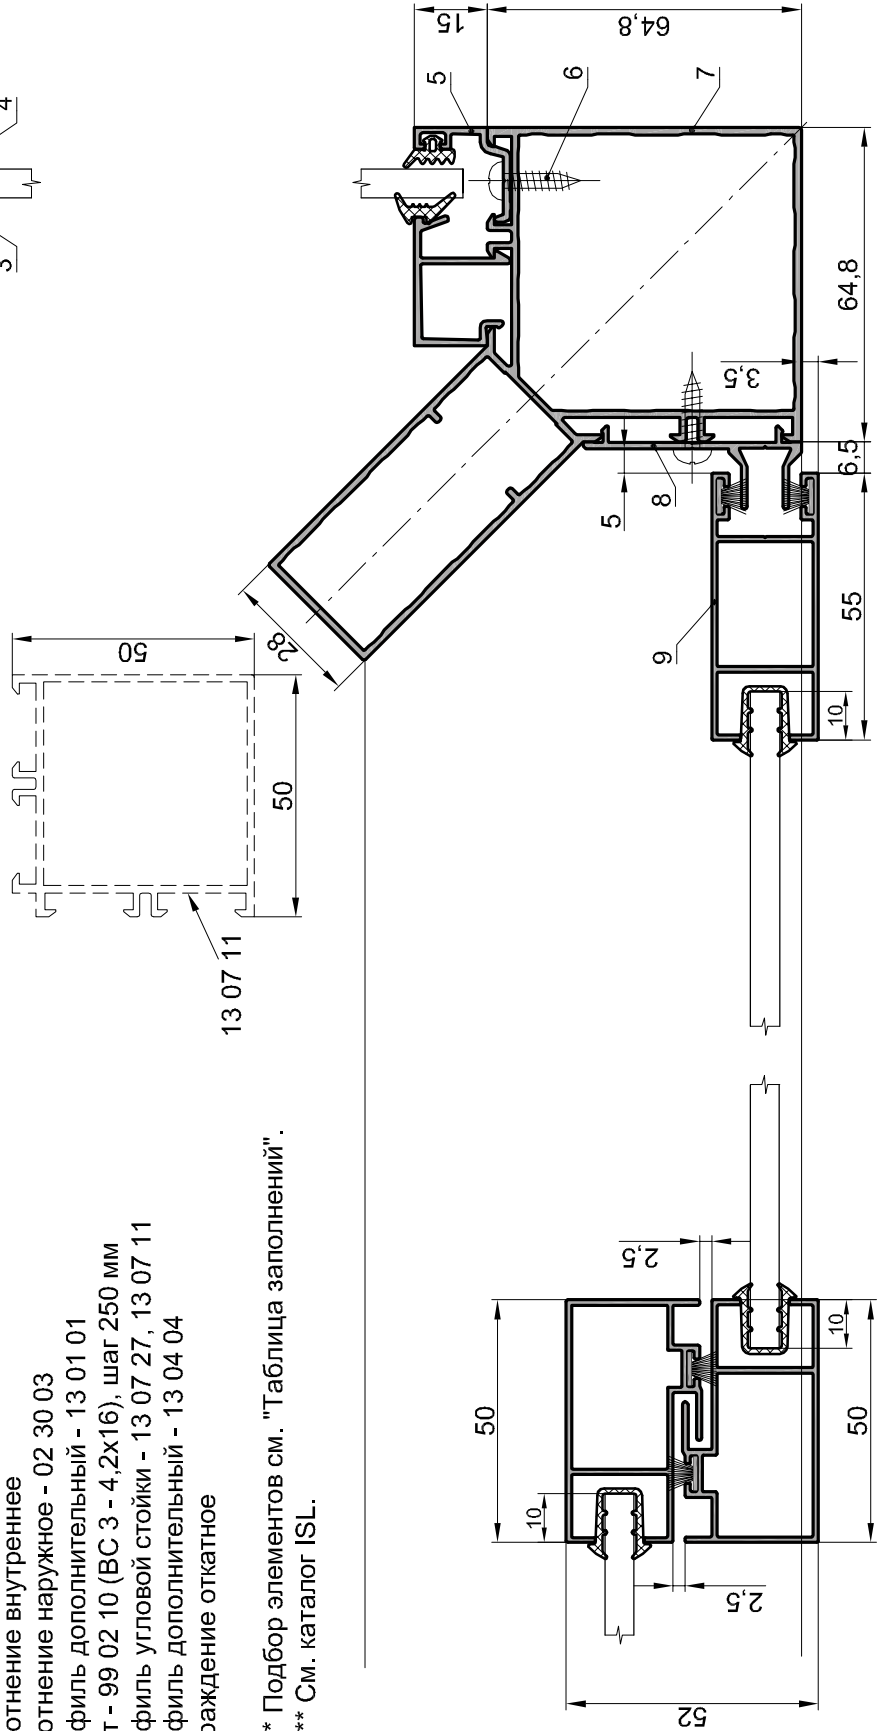 отнение внутреннее
отнение наружное - 02 30 03
филь дополнительный - 13 01 01
т - 99 02 10 (ВС 3 - 4,2x16), шаг 250 мм
филь угловой стойки - 13 07 27, 13 07 11
филь дополнительный - 13 04 04
раждение откатное
* Подбор элементов см. "Таблица заполнений".
** См. каталог ISL.
13 07 11
50
50
28
3
4
15
64,8
5
6
7
64,8
3,5
6,5
5
8
9
55
10
2,5
10
50
50
10
2,5
52